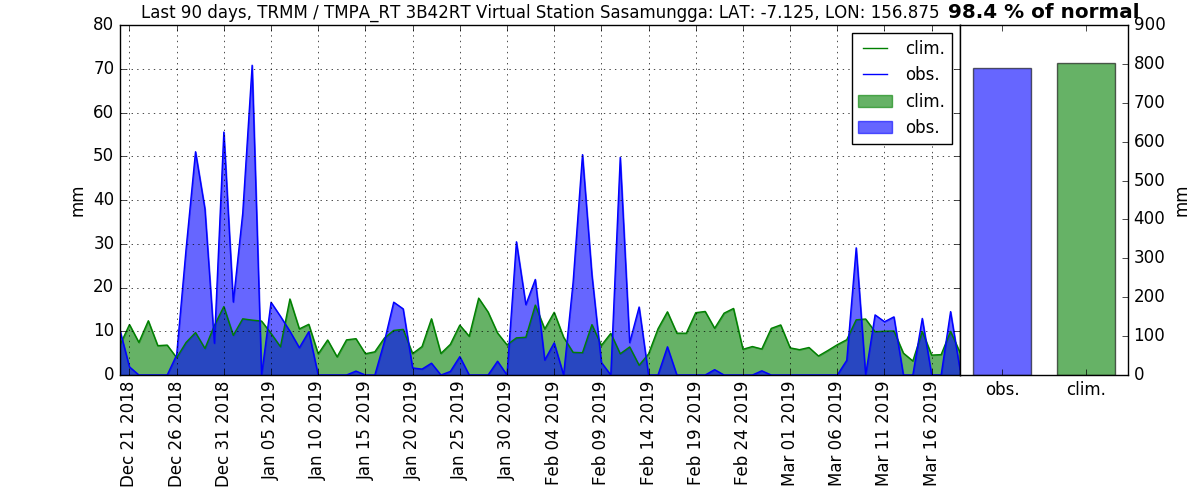 Last 90 days, TRMM / TMPA_RT 3B42RT Virtual Station Sasamungga: LAT: -7.125, LON: 156.875 98.4 % of normal
80
70
60
50
40
30
20
10
0
mm
clim.
obs.
clim.
obs.
900
800
700
600
500
400
300
200
100
0
mm
Dec 21 2018
Dec 26 2018
Dec 31 2018
Jan 05 2019
Jan 10 2019
Jan 15 2019
Jan 20 2019
Jan 25 2019
Jan 30 2019
Feb 04 2019
Feb 09 2019
Feb 14 2019
Feb 19 2019
Feb 24 2019
Mar 01 2019
Mar 06 2019
Mar 11 2019
Mar 16 2019
obs.
clim.